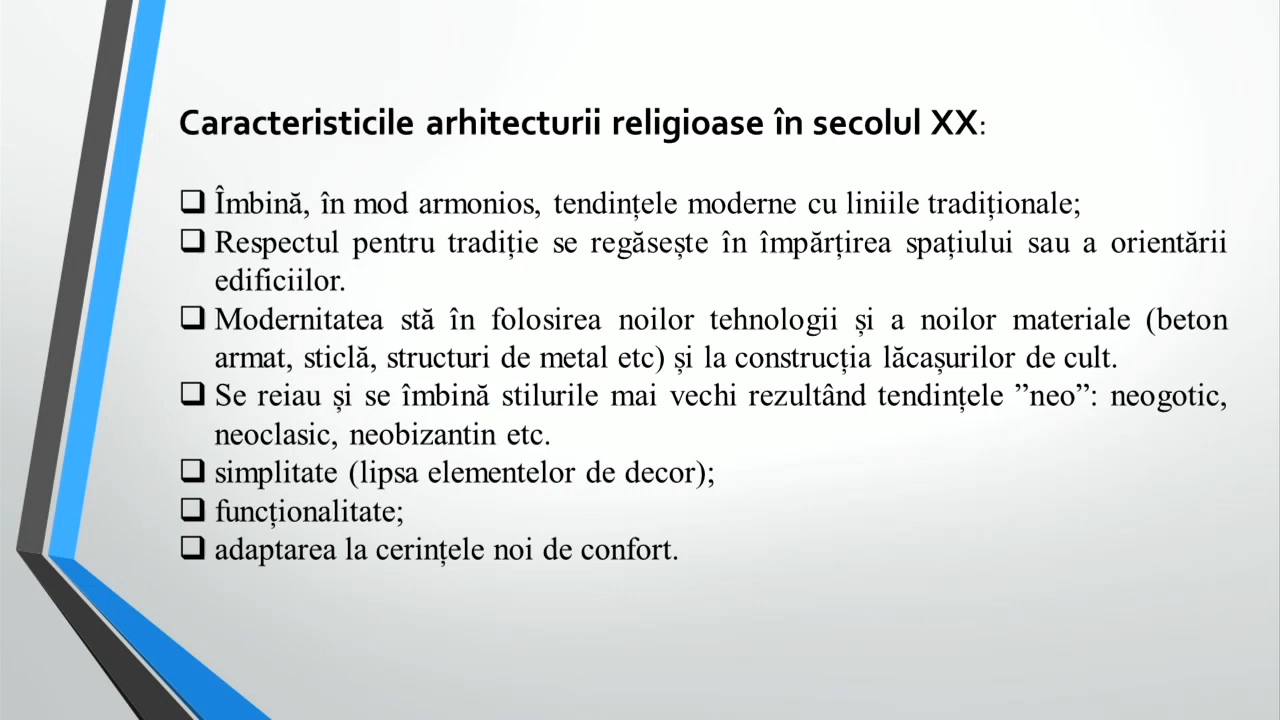 Caracteristicile arhitecturii religioase în secolul XX:
❑ Îmbină, în mod armonios, tendințele moderne cu liniile tradiționale;
❑ Respectul pentru tradiție se regăsește în împărțirea spațiului sau a orientării
edificiilor.
❑ Modernitatea stă în folosirea noilor tehnologii și a noilor materiale (beton
armat, sticlă, structuri de metal etc) și la construcția lăcașurilor de cult.
❑ Se reiau și se îmbină stilurile mai vechi rezultând tendințele ”neo”: neogotic,
neoclasic, neobizantin etc.
❑ simplitate (lipsa elementelor de decor);
❑ funcționalitate;
❑ adaptarea la cerințele noi de confort.